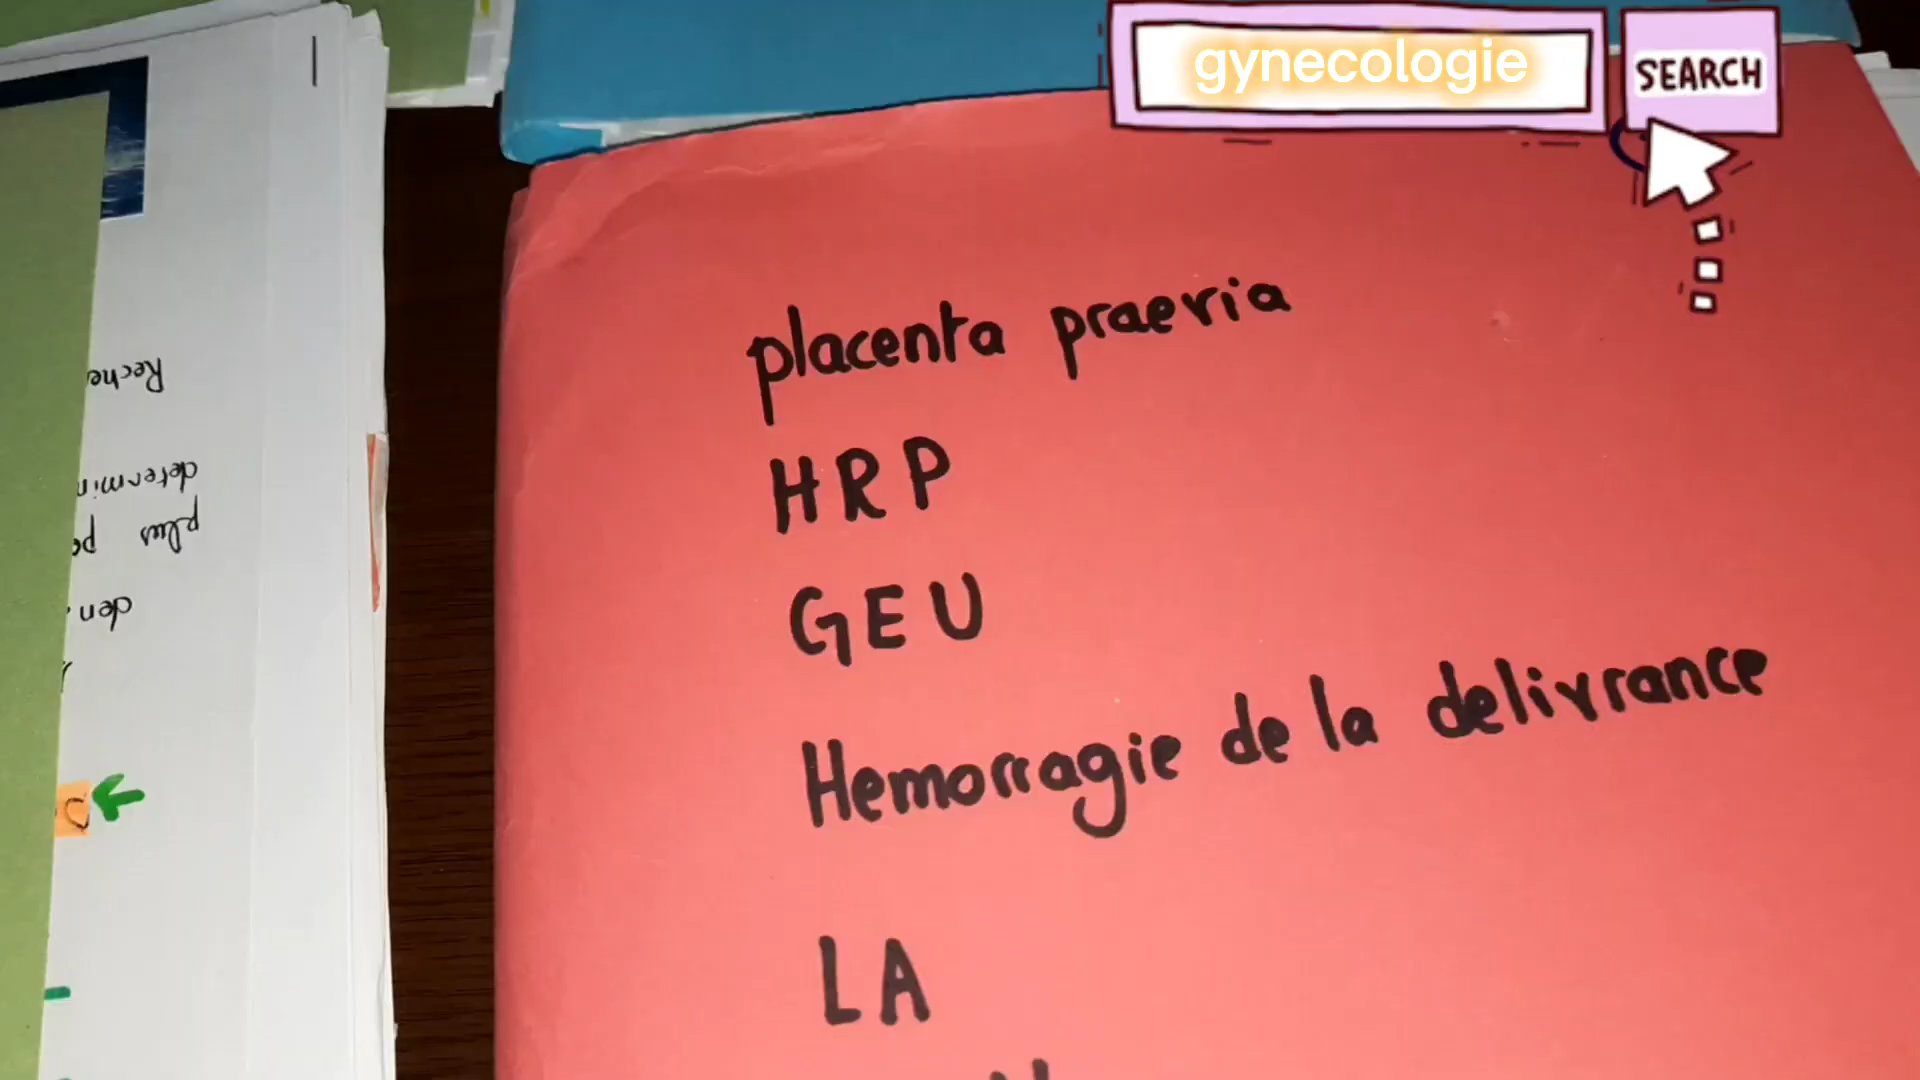 gynecologie
SEARCH
placenta praevia
HRP
GEU
Hemorragie de la delivrance
LA
Reche
determin
plus
den